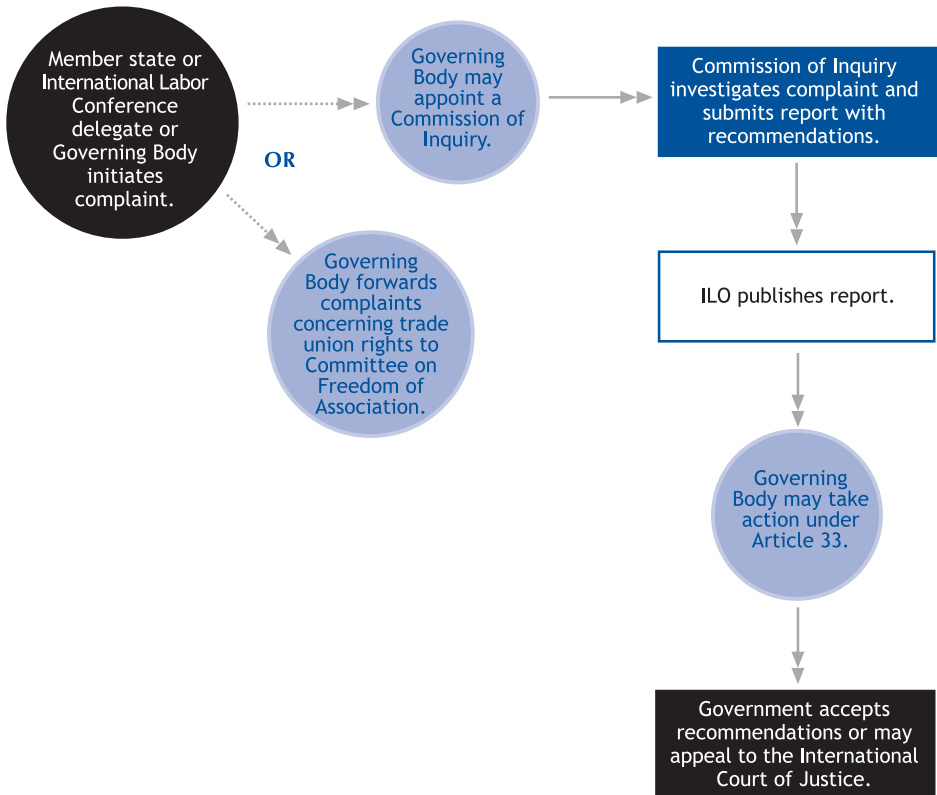 Member state or
International Labor
Conference
delegate or
Governing Body
initiates
complaint.
OR
Governing
Body may
appoint a
Commission of
Inquiry.
Governing
Body forwards
complaints
concerning trade
union rights to
Committee on
Freedom of
Association.
Commission of Inquiry
investigates complaint and
submits report with
recommendations.
ILO publishes report.
Governing
Body may take
action under
Article 33.
Government accepts
recommendations or may
appeal to the International
Court of Justice.